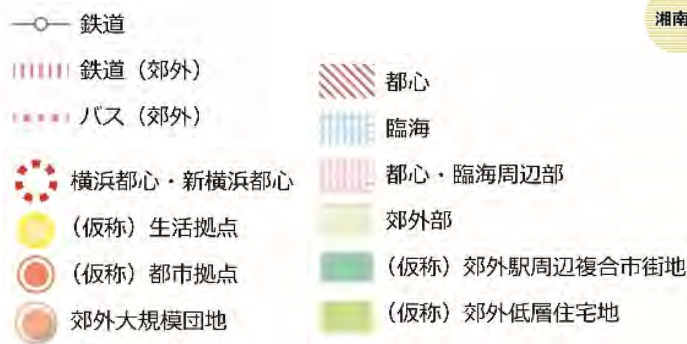 鉄道
鉄道（郊外）
バス（郊外）
横浜都心・新横浜都心
（仮称）生活拠点
（仮称）都市拠点
郊外大規模団地
湘南
都心
臨海
都心・臨海周辺部
郊外部
（仮称）郊外駅周辺複合市街地
（仮称）郊外低層住宅地